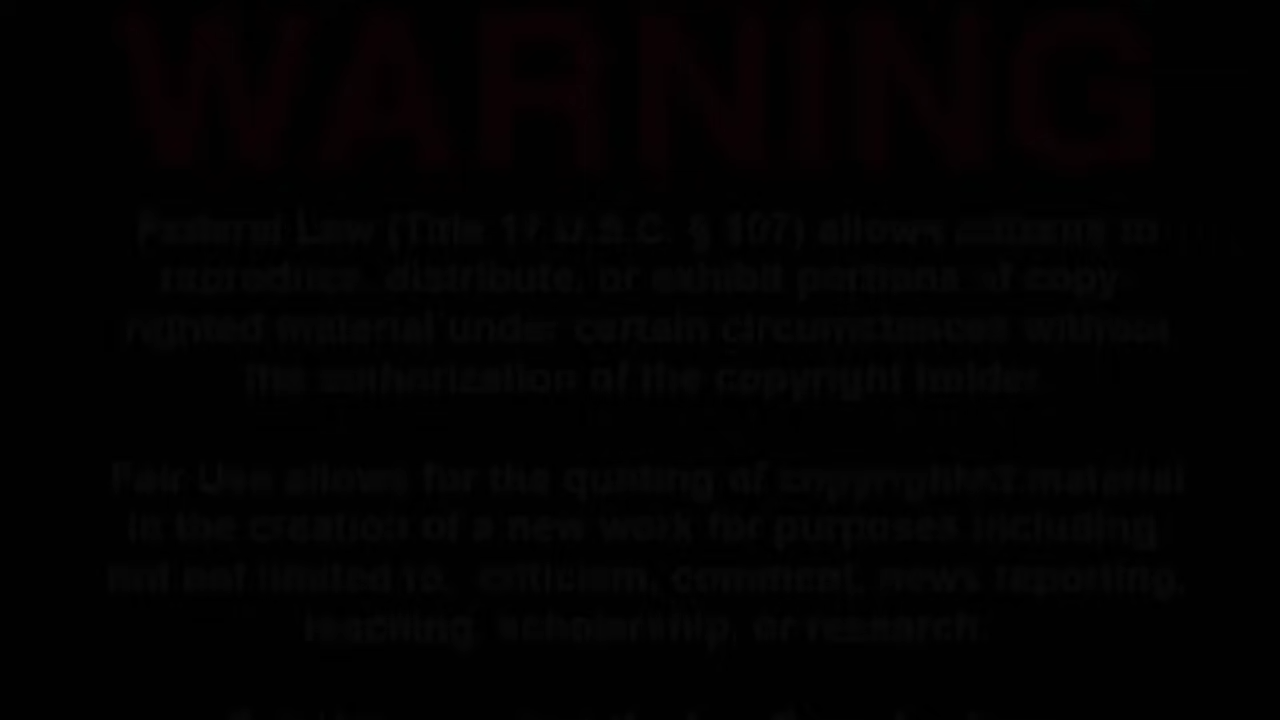 WARNING
Federal Law (Title 17 U.S.C. § 107) allows citizens to
reproduce, distribute, or exhibit portions of copy-
righted material under certain circumstances without
the authorization of the copyright holder.
Fair Use allows for the quoting of copyrighted material
in the creation of a new work for purposes including,
but not limited to, criticism, comment, news reporting,
teaching, scholarship, or research.